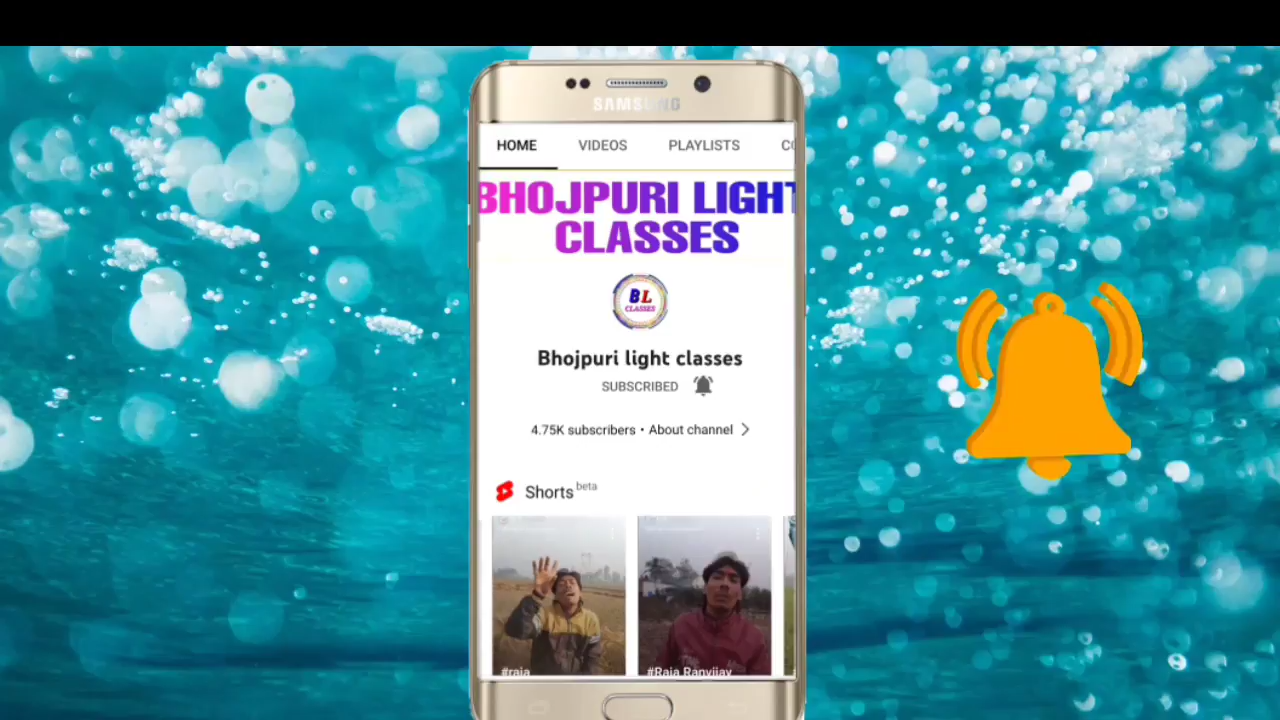 SAMSUNG
HOME VIDEOS PLAYLISTS
BHOJPURI LIGHT
CLASSES
BL
CLASSES
Bhojpuri light classes
SUBSCRIBED
4.75K subscribers • About channel
Shorts beta
#raja #Raja Ranvijay